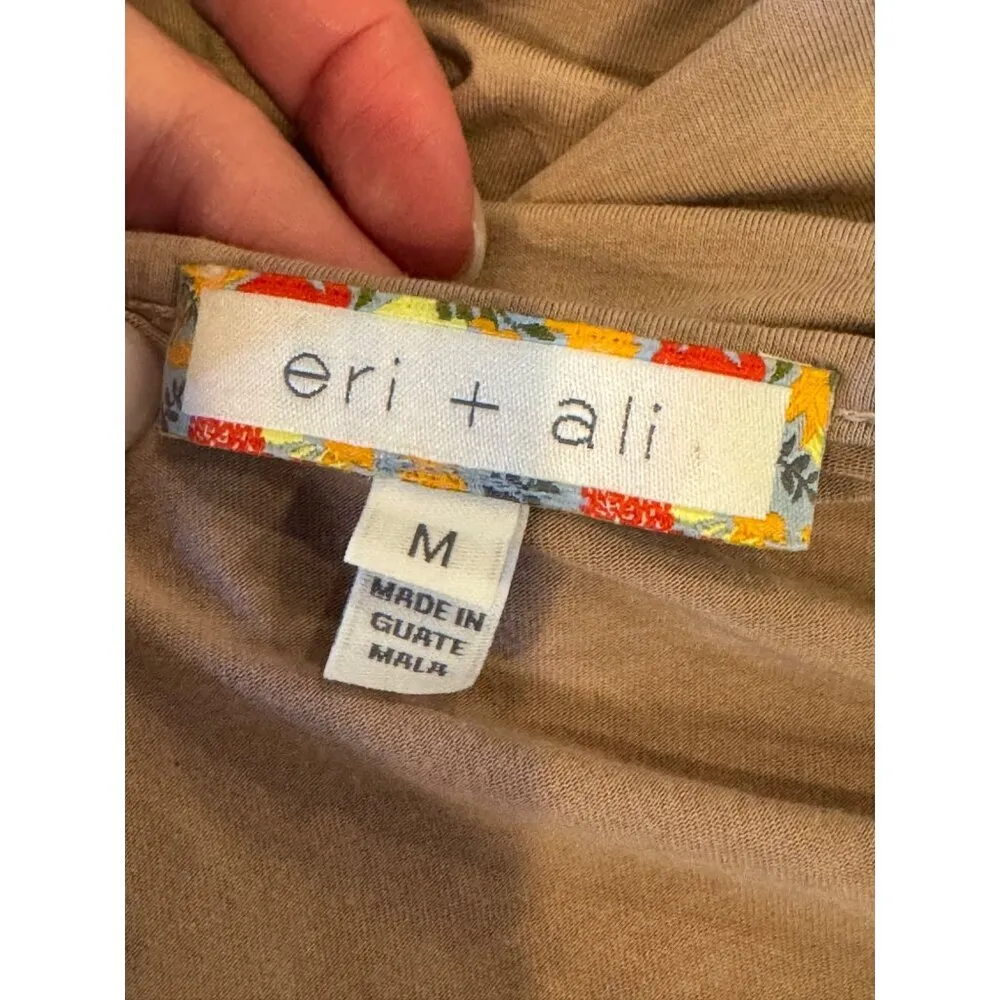 eri + ali
M
MADE IN
GUATE
MALA